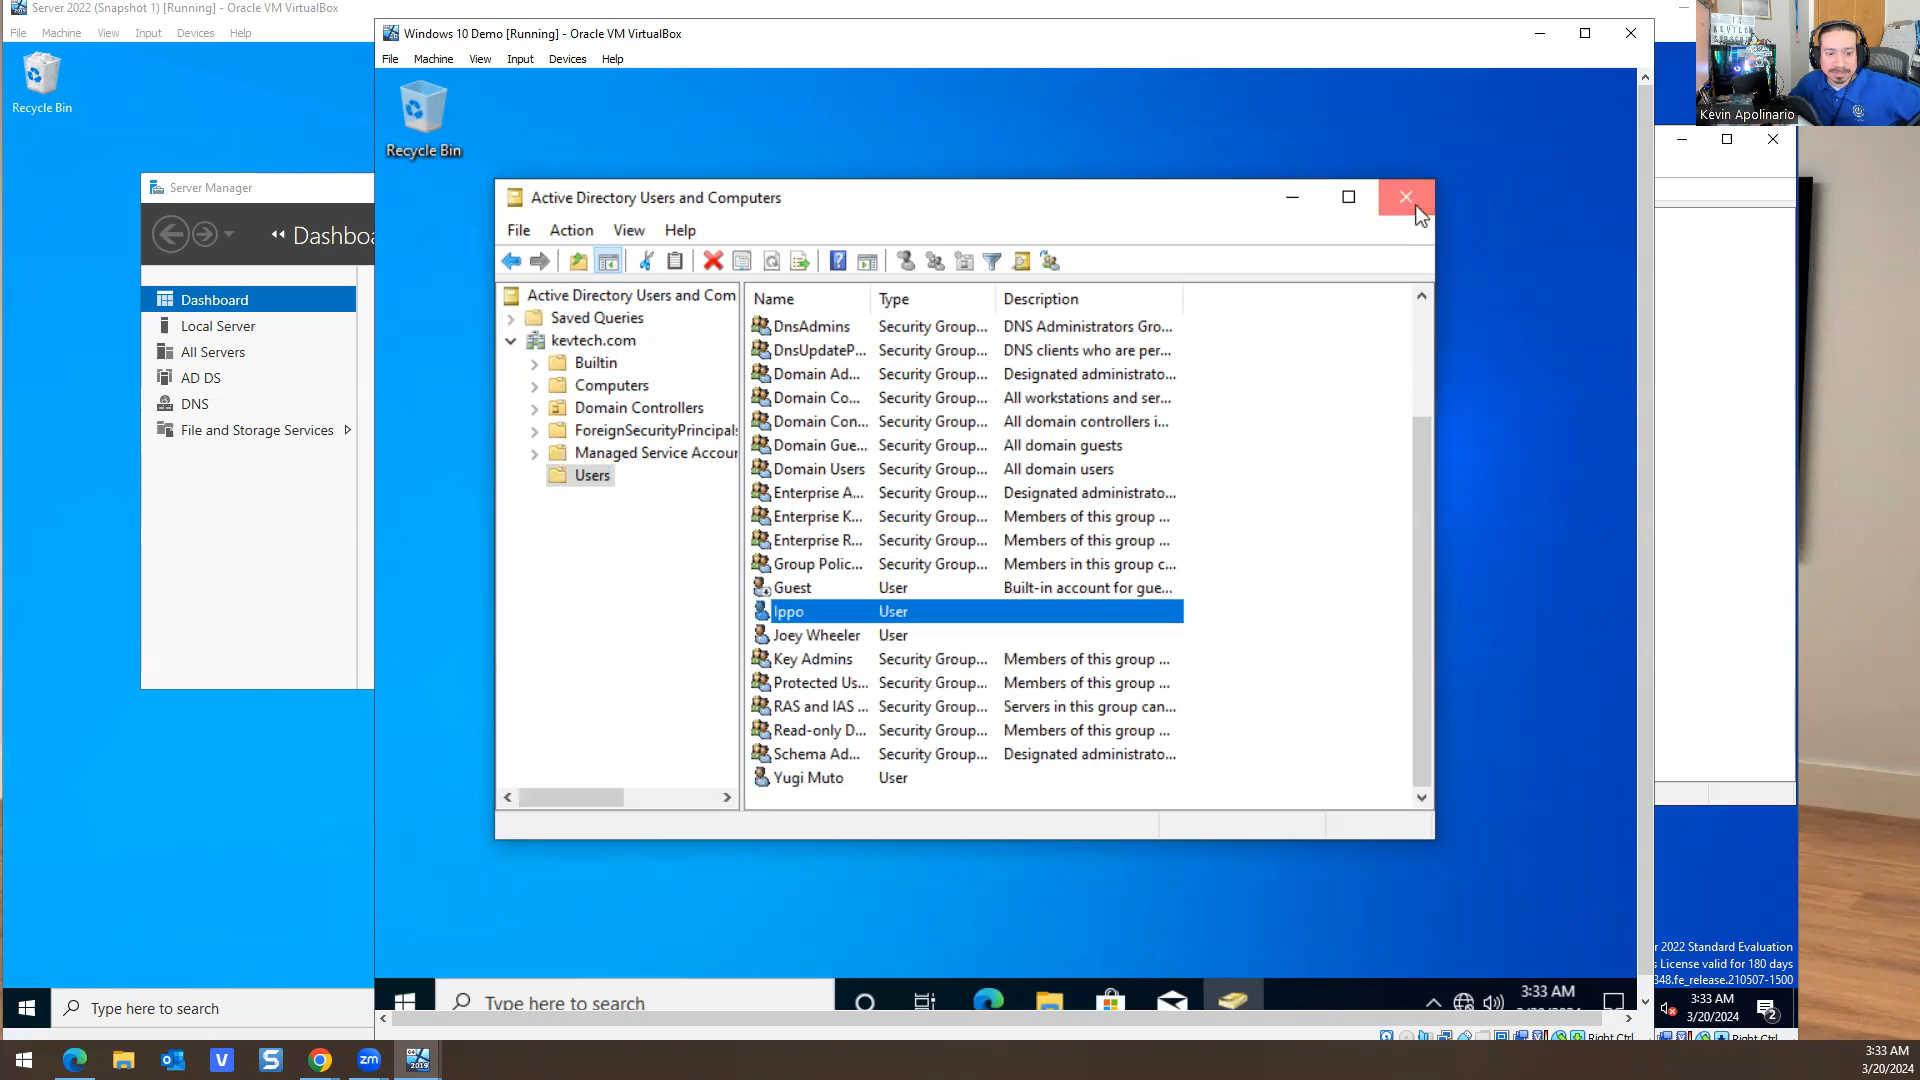 Server 2022 (Snapshot 1) [Running] - Oracle VM VirtualBox
File Machine View Input Devices Help
Recycle Bin
Server Manager
Dashboa
Dashboard
Local Server
All Servers
AD DS
DNS
File and Storage Services
Type here to search
Windows 10 Demo [Running] - Oracle VM VirtualBox
File Machine View Input Devices Help
Recycle Bin
Active Directory Users and Computers
File Action View Help
Active Directory Users and Com
Saved Queries
kevtech.com
Builtin
Computers
Domain Controllers
ForeignSecurityPrincipals
Managed Service Accour
Users
Name Type Description
DnsAdmins Security Group... DNS Administrators Gro...
DnsUpdateP... Security Group... DNS clients who are per...
Domain Ad... Security Group... Designated administrato...
Domain Co... Security Group... All workstations and ser...
Domain Con... Security Group... All domain controllers i...
Domain Gue... Security Group... All domain guests
Domain Users Security Group... All domain users
Enterprise A... Security Group... Designated administrato...
Enterprise K... Security Group... Members of this group ...
Enterprise R... Security Group... Members of this group ...
Group Polic... Security Group... Members in this group c...
Guest User Built-in account for gue...
Ippo User
Joey Wheeler User
Key Admins Security Group... Members of this group ...
Protected Us... Security Group... Members of this group ...
RAS and IAS ... Security Group... Servers in this group can...
Read-only D... Security Group... Members of this group ...
Schema Ad... Security Group... Designated administrato...
Yugi Muto User
Type here to search
3:33 AM
Right Ctrl
Kevin Apolinario
r 2022 Standard Evaluation
s License valid for 180 days
348.fe_release.210507-1500
3:33 AM
3/20/2024
2
Right Ctrl
V
S
zm
2019
3:33 AM
3/20/2024